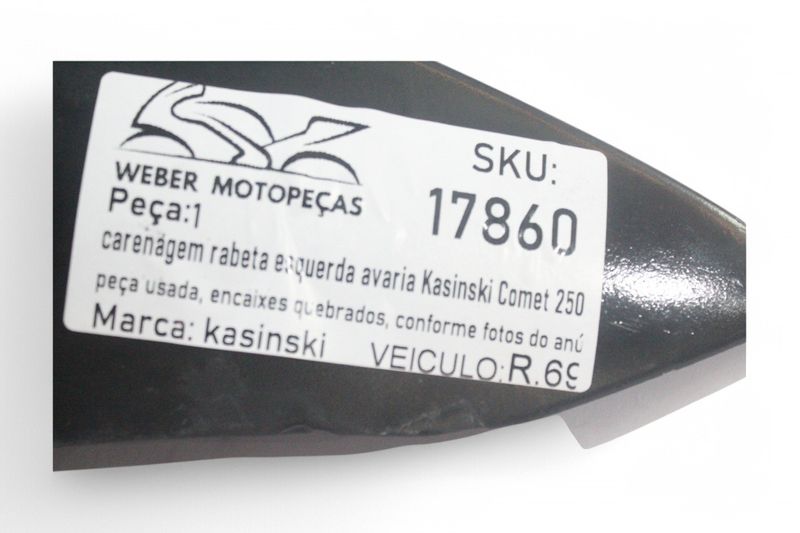 WEBER MOTOPEÇAS
SKU:
17860
Peça:1
carenagem rabeta esquerda avaria Kasinski Comet 250
peça usada, encaixes quebrados, conforme fotos do anú
Marca: kasinski VEICULO:R.69